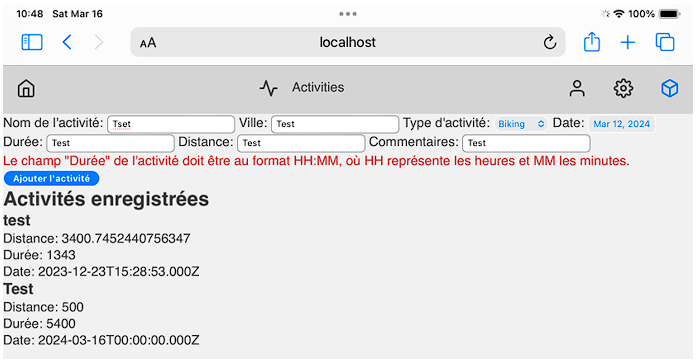 10:48 Sat Mar 16 100%
AA localhost
Activities
Nom de l'activité: Tset Ville: Test Type d'activité: Biking Date: Mar 12, 2024
Durée: Test Distance: Test Commentaires: Test
Le champ "Durée" de l'activité doit être au format HH:MM, où HH représente les heures et MM les minutes.
Ajouter l'activité
Activités enregistrées
test
Distance: 3400.7452440756347
Durée: 1343
Date: 2023-12-23T15:28:53.000Z
Test
Distance: 500
Durée: 5400
Date: 2024-03-16T00:00:00.000Z